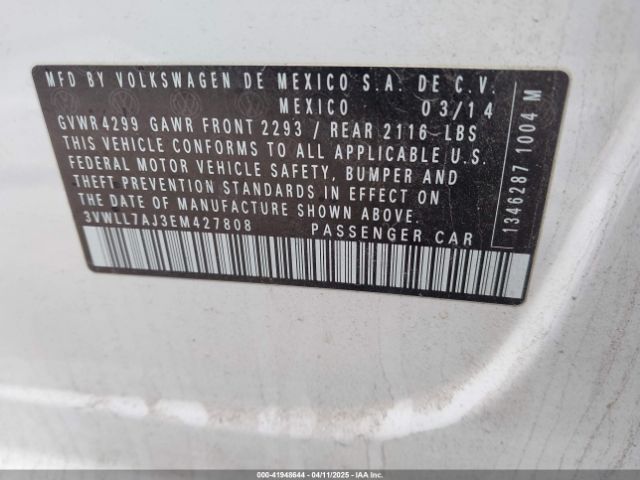 MFD BY VOLKSWAGEN DE MEXICO S.A. DE C.V.
MEXICO 03/14
GVWR 4299 GAWR FRONT 2293 / REAR 2116 LBS
THIS VEHICLE CONFORMS TO ALL APPLICABLE U.S.
FEDERAL MOTOR VEHICLE SAFETY, BUMPER AND
THEFT PREVENTION STANDARDS IN EFFECT ON
THE DATE OF MANUFACTURE SHOWN ABOVE.
3VWLL7AJ3EM427808 PASSENGER CAR
1346287 1004 M
000-41948644 - 04/11/2025 - IAAI.com